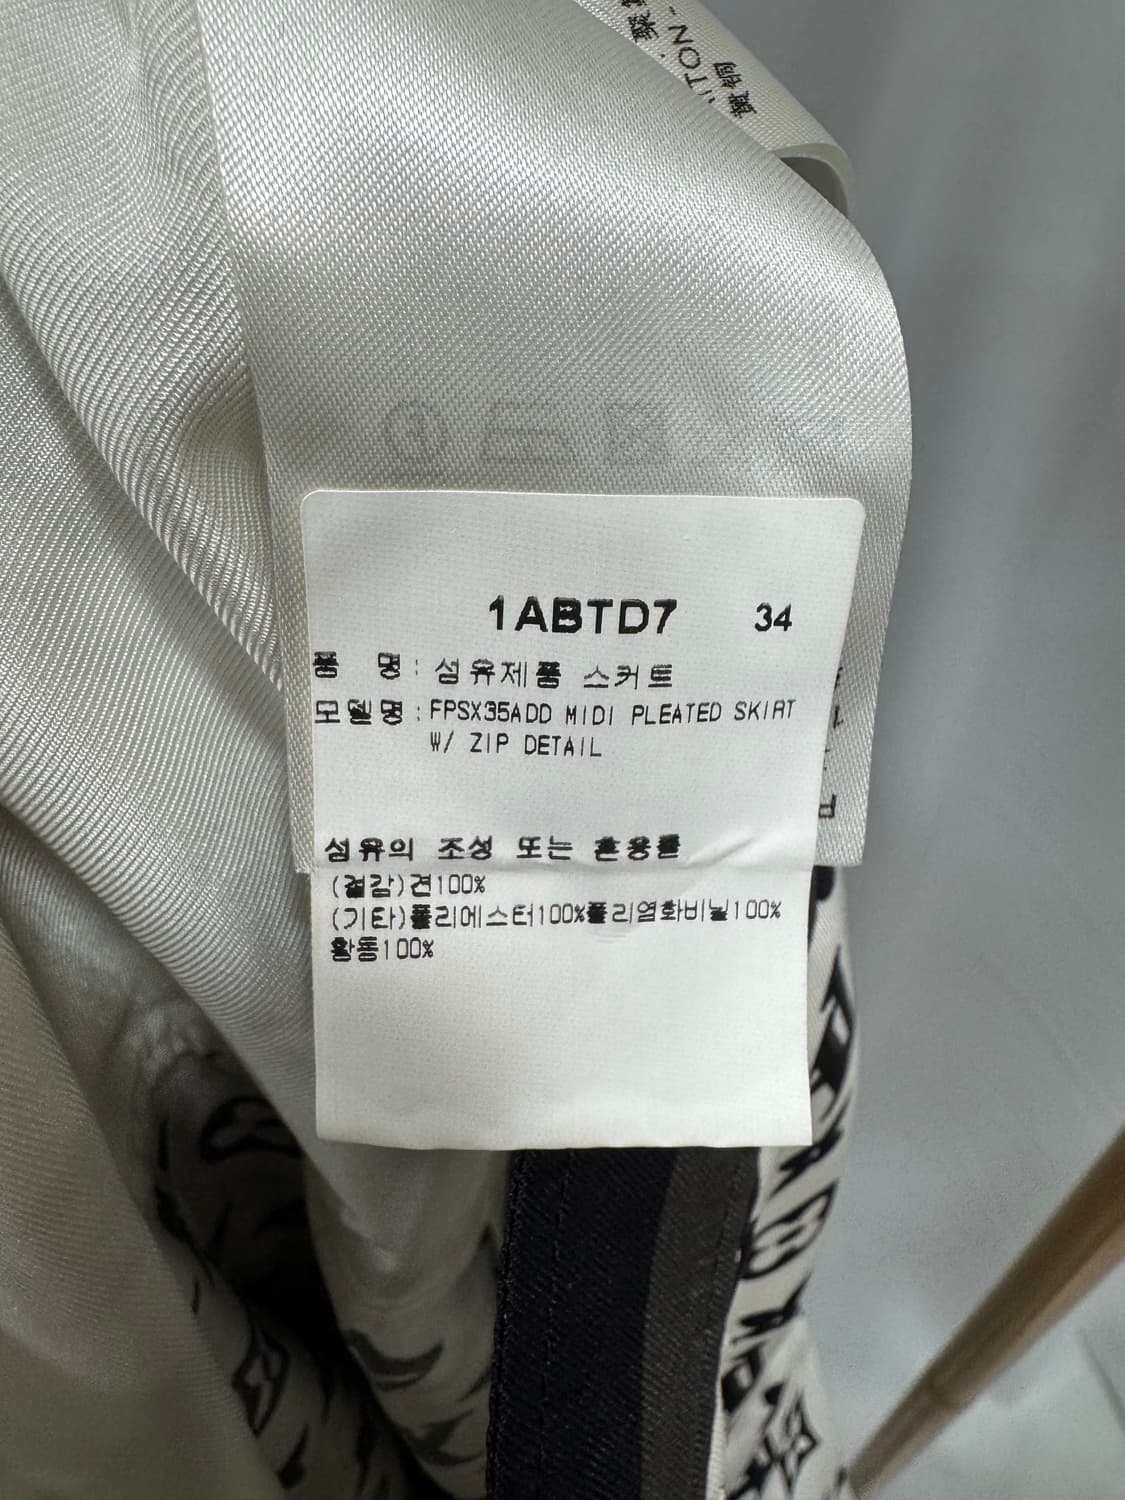 黄铜
1ABTD7 34
품 명 : 섬유제품 스커트
모델명 : FPSX35ADD MIDI PLEATED SKIRT
W/ ZIP DETAIL
섬유의 조성 또는 혼용률
(겉감)견100%
(기타)폴리에스터100%폴리염화비닐100%
황동100%